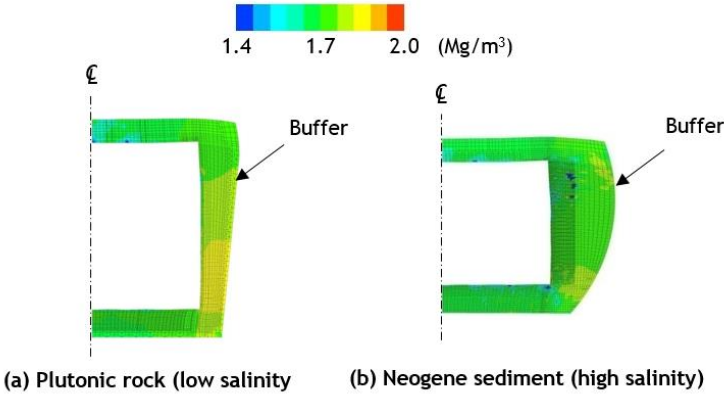 1.4 1.7 2.0 (Mg/m³)
℄ ℄
Buffer Buffer
(a) Plutonic rock (low salinity (b) Neogene sediment (high salinity)